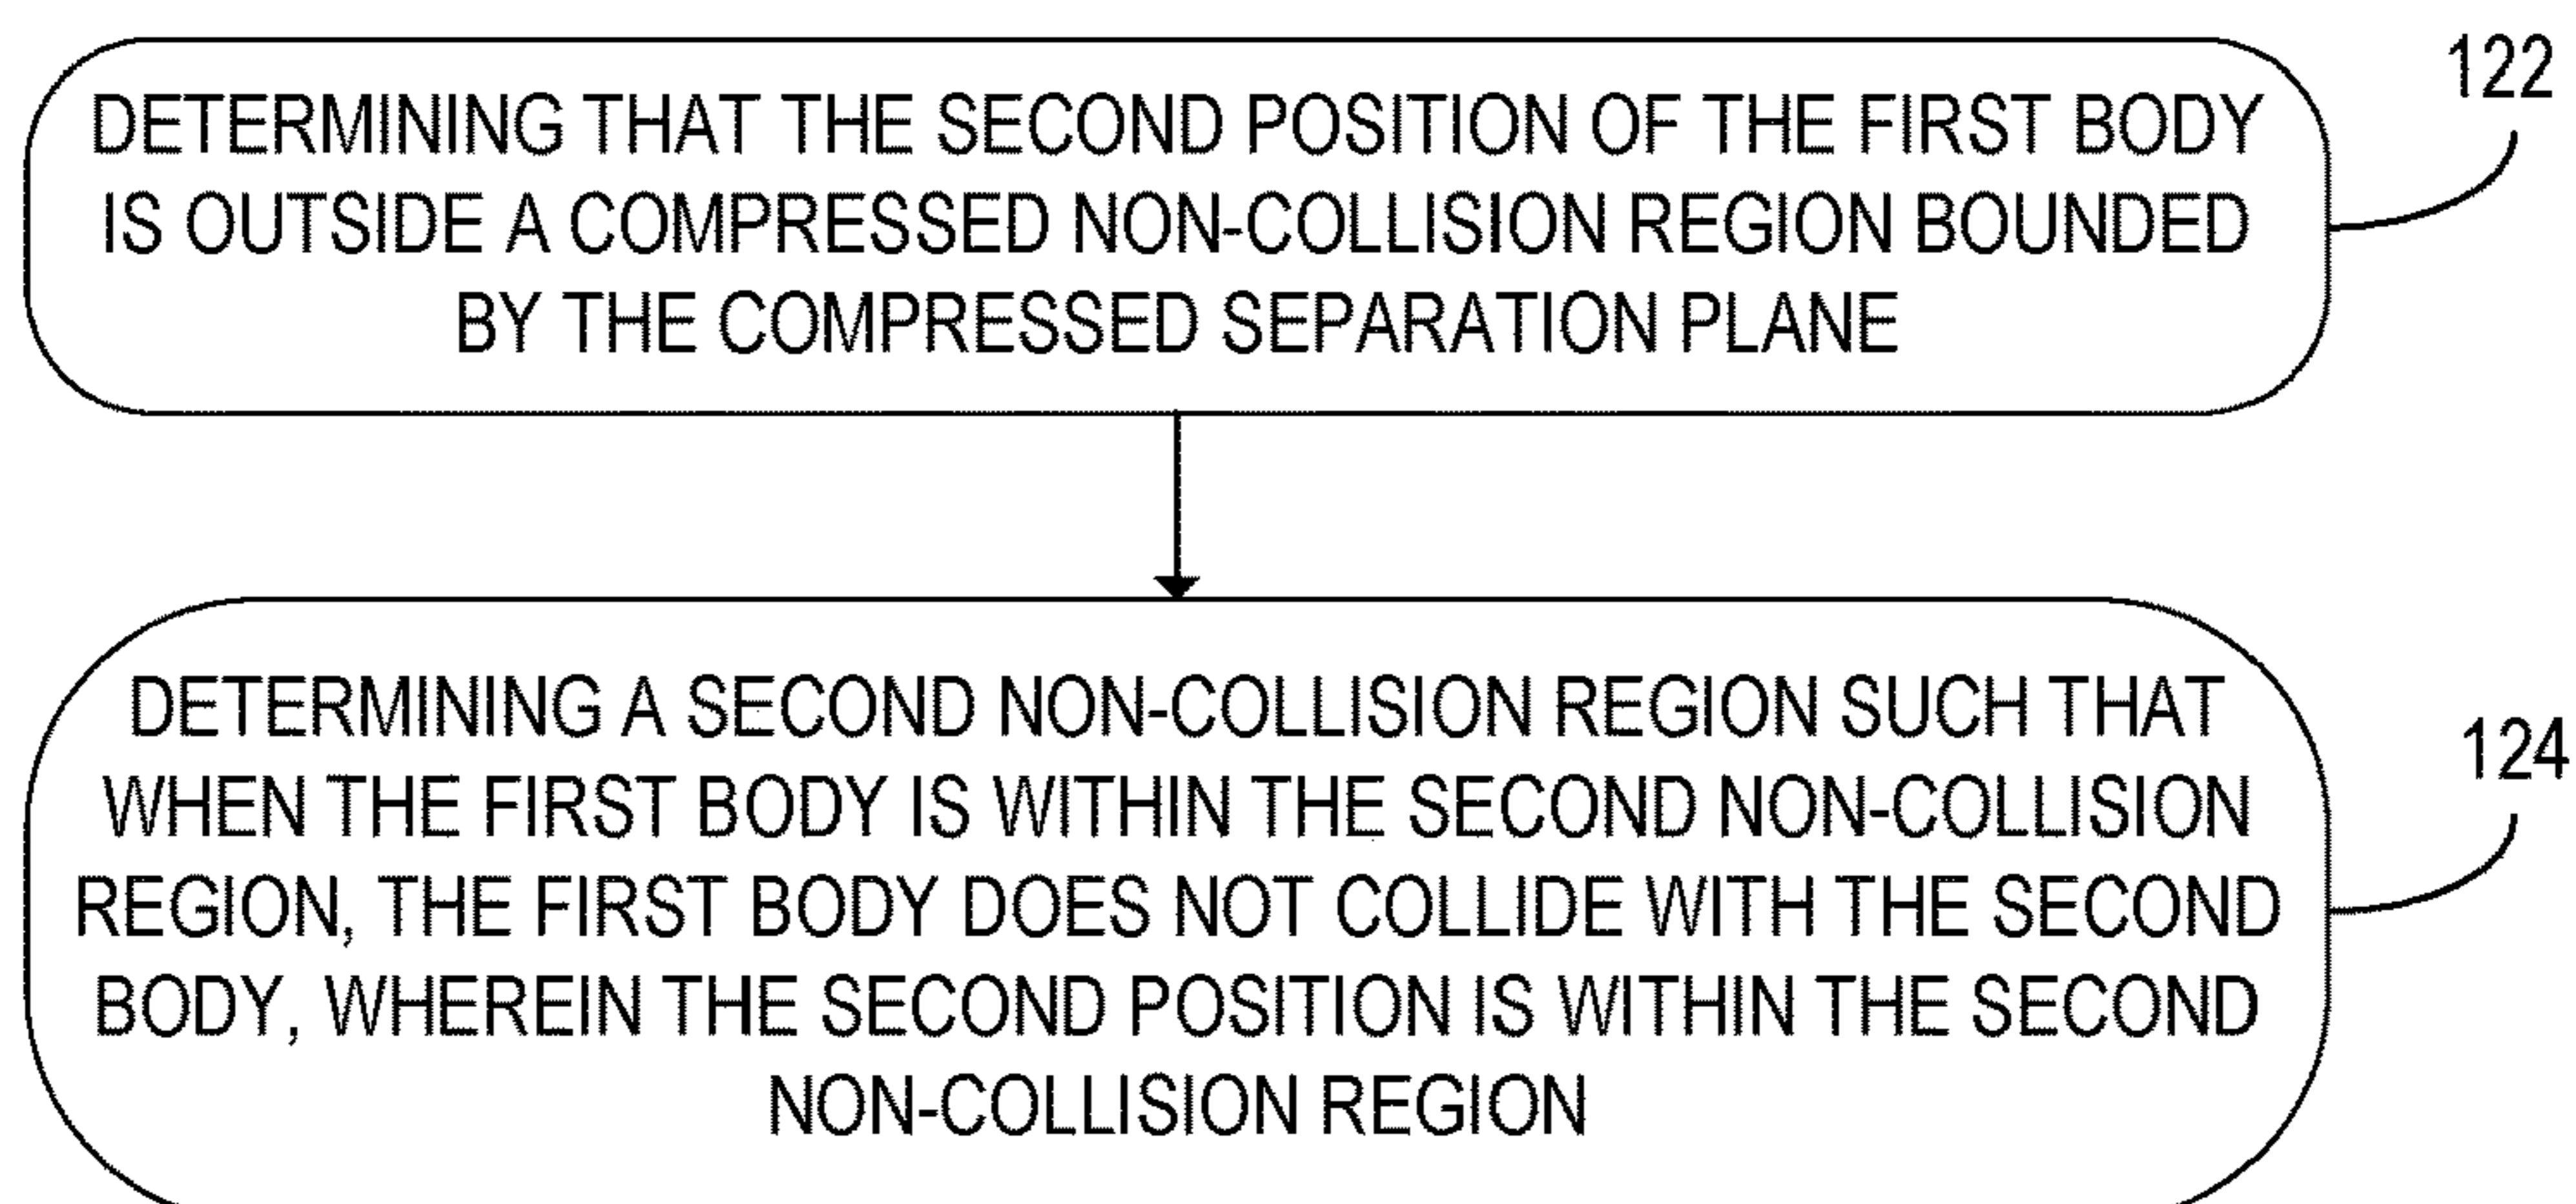 DETERMINING THAT THE SECOND POSITION OF THE FIRST BODY
IS OUTSIDE A COMPRESSED NON-COLLISION REGION BOUNDED
BY THE COMPRESSED SEPARATION PLANE
122
DETERMINING A SECOND NON-COLLISION REGION SUCH THAT
WHEN THE FIRST BODY IS WITHIN THE SECOND NON-COLLISION
REGION, THE FIRST BODY DOES NOT COLLIDE WITH THE SECOND
BODY, WHEREIN THE SECOND POSITION IS WITHIN THE SECOND
NON-COLLISION REGION
124